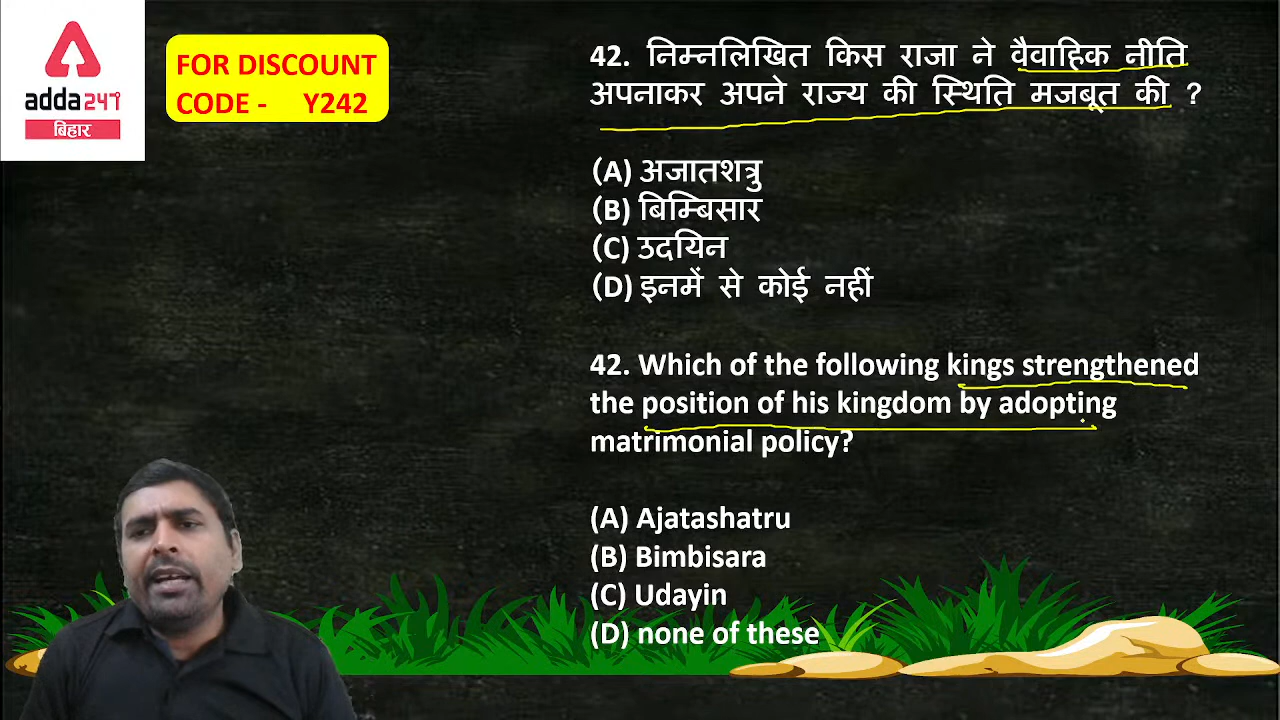 adda247
बिहार
FOR DISCOUNT
CODE - Y242
42. निम्नलिखित किस राजा ने वैवाहिक नीति
अपनाकर अपने राज्य की स्थिति मजबूत की ?
(A) अजातशत्रु
(B) बिम्बिसार
(C) उदयिन
(D) इनमें से कोई नहीं
42. Which of the following kings strengthened
the position of his kingdom by adopting
matrimonial policy?
(A) Ajatashatru
(B) Bimbisara
(C) Udayin
(D) none of these